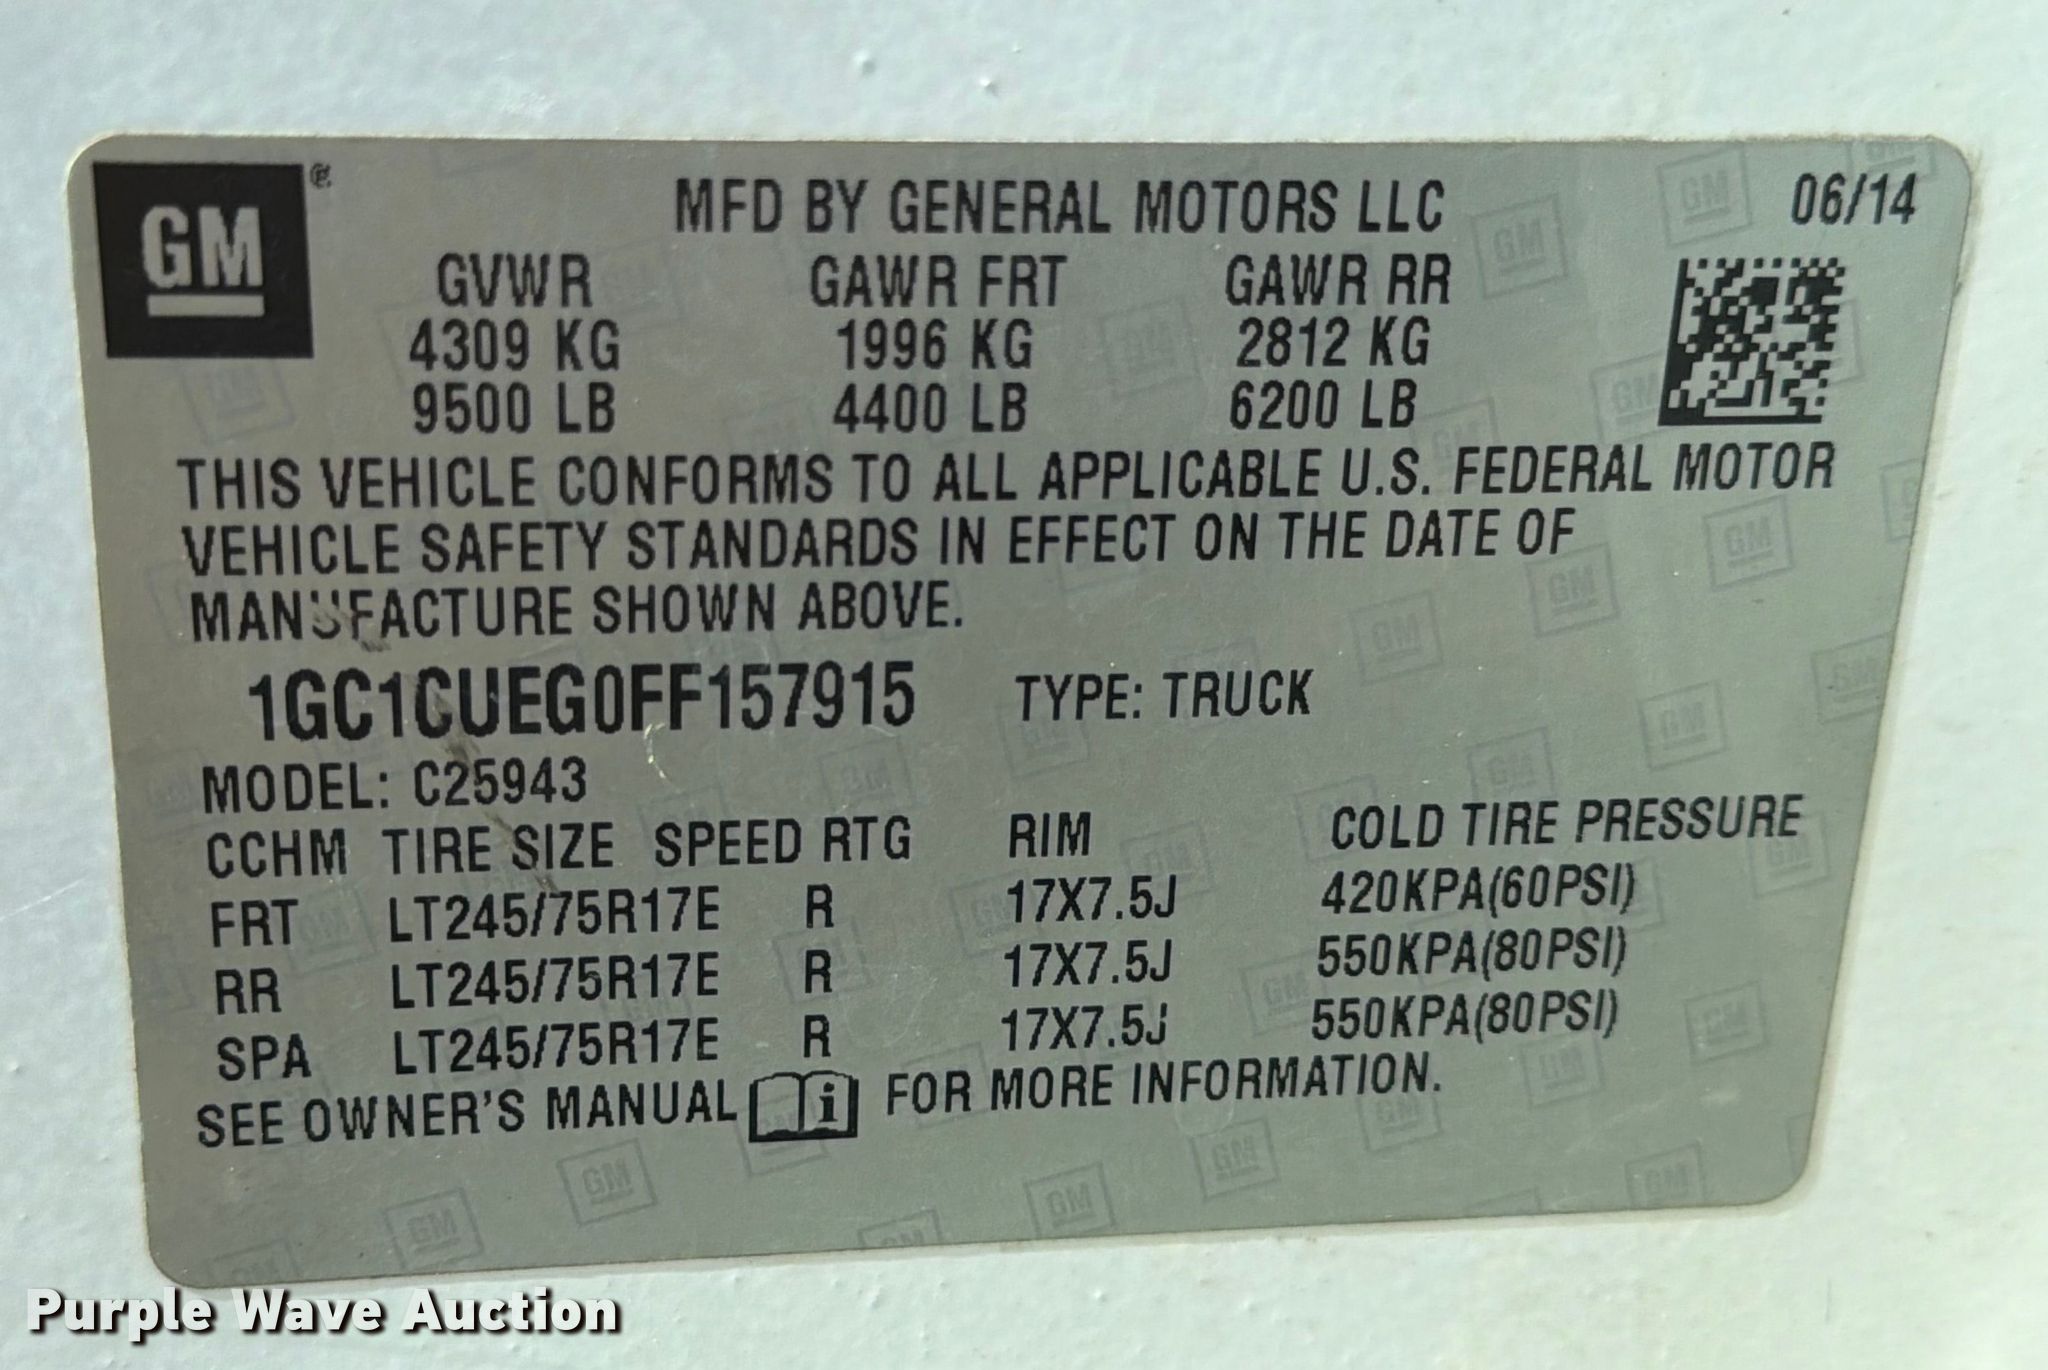 GM ®
MFD BY GENERAL MOTORS LLC 06/14
GVWR GAWR FRT GAWR RR
4309 KG 1996 KG 2812 KG
9500 LB 4400 LB 6200 LB
THIS VEHICLE CONFORMS TO ALL APPLICABLE U.S. FEDERAL MOTOR
VEHICLE SAFETY STANDARDS IN EFFECT ON THE DATE OF
MANUFACTURE SHOWN ABOVE.
1GC1CUEG0FF157915 TYPE: TRUCK
MODEL: C25943
CCHM TIRE SIZE SPEED RTG RIM COLD TIRE PRESSURE
FRT LT245/75R17E R 17X7.5J 420KPA(60PSI)
RR LT245/75R17E R 17X7.5J 550KPA(80PSI)
SPA LT245/75R17E R 17X7.5J 550KPA(80PSI)
SEE OWNER'S MANUAL i FOR MORE INFORMATION.
Purple Wave Auction